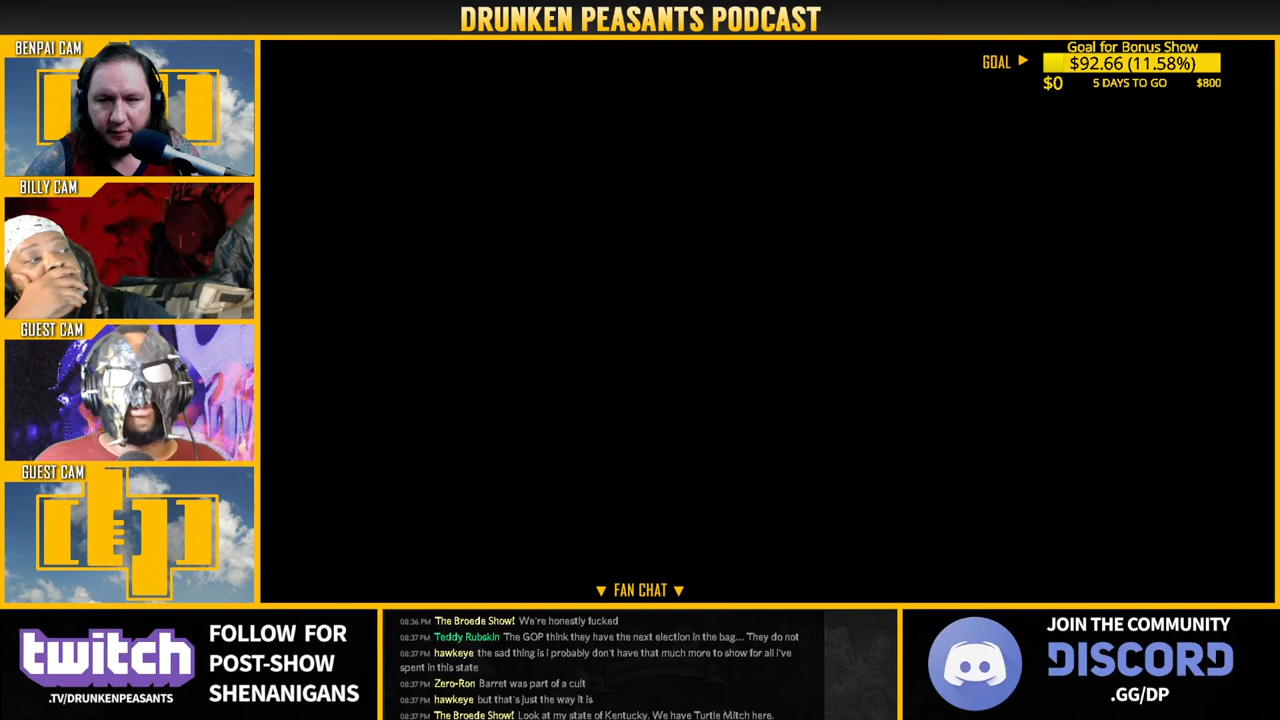 DRUNKEN PEASANTS PODCAST
BENPAI CAM
BILLY CAM
GUEST CAM
GUEST CAM
GOAL
Goal for Bonus Show
$92.66 (11.58%)
$0 5 DAYS TO GO $800
▼ FAN CHAT ▼
twitch
.TV/DRUNKENPEASANTS
FOLLOW FOR
POST-SHOW
SHENANIGANS
08:36 PM The Broede Show! We're honestly fucked
08:37 PM Teddy Rubskin The GOP think they have the next election in the bag.... They do not
08:37 PM hawkeye the sad thing is i probably don't have that much more to show for all i've
spent in this state
08:37 PM Zero-Ron Barret was part of a cult
08:37 PM hawkeye but that's just the way it is
08:37 PM The Broede Show! Look at my state of Kentucky. We have Turtle Mitch here.
JOIN THE COMMUNITY
DISCORD
.GG/DP